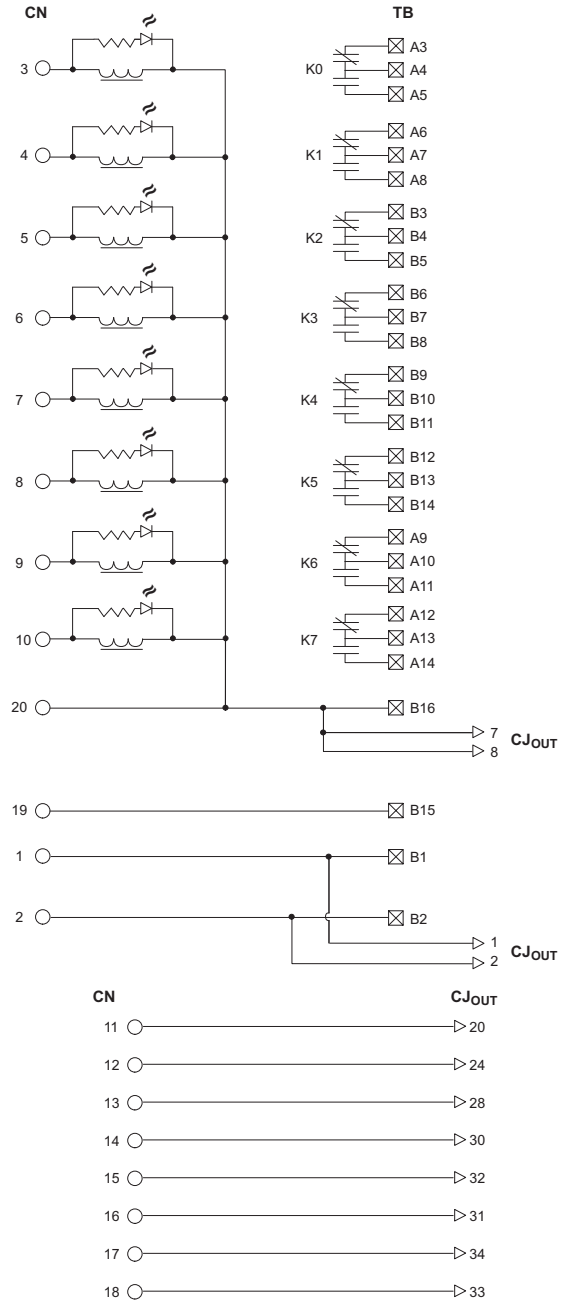 CN TB
3 K0 A3
A4
A5
4 K1 A6
A7
A8
5 K2 B3
B4
B5
6 K3 B6
B7
B8
7 K4 B9
B10
B11
8 K5 B12
B13
B14
9 K6 A9
A10
A11
10 K7 A12
A13
A14
20 B16
7 CJOUT
8
19 B15
1 B1
2 B2
1 CJOUT
2
CN CJOUT
11 20
12 24
13 28
14 30
15 32
16 31
17 34
18 33